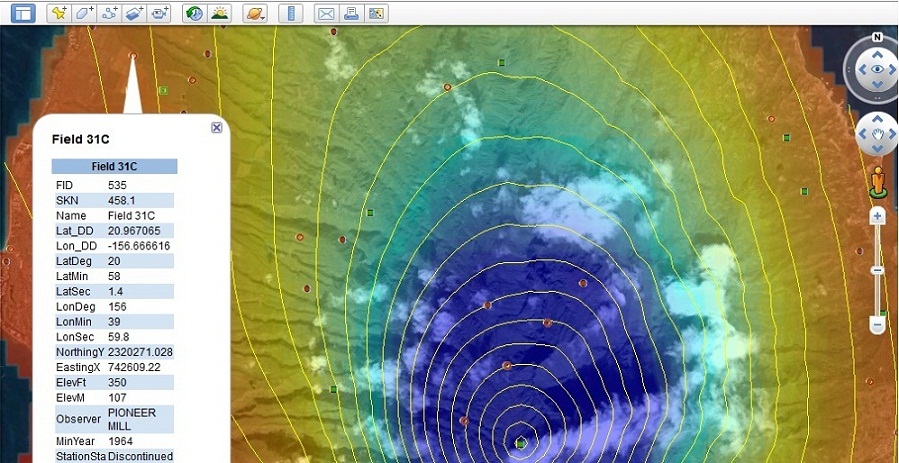 N
Field 31C
Field 31C
FID 535
SKN 458.1
Name Field 31C
Lat_DD 20.967065
Lon_DD -156.666616
LatDeg 20
LatMin 58
LatSec 1.4
LonDeg 156
LonMin 39
LonSec 59.8
NorthingY 2320271.028
EastingX 742609.22
ElevFt 350
ElevM 107
Observer PIONEER
MILL
MinYear 1964
StationSta Discontinued